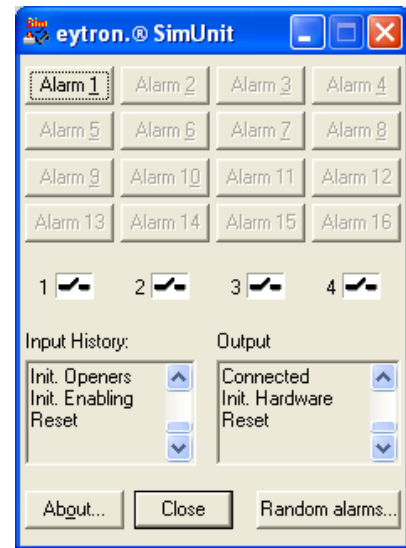 Sim
eytron.® SimUnit
Alarm 1 Alarm 2 Alarm 3 Alarm 4
Alarm 5 Alarm 6 Alarm 7 Alarm 8
Alarm 9 Alarm 10 Alarm 11 Alarm 12
Alarm 13 Alarm 14 Alarm 15 Alarm 16
1 2 3 4
Input History: Output
Init. Openers Connected
Init. Enabling Init. Hardware
Reset Reset
About... Close Random alarms...